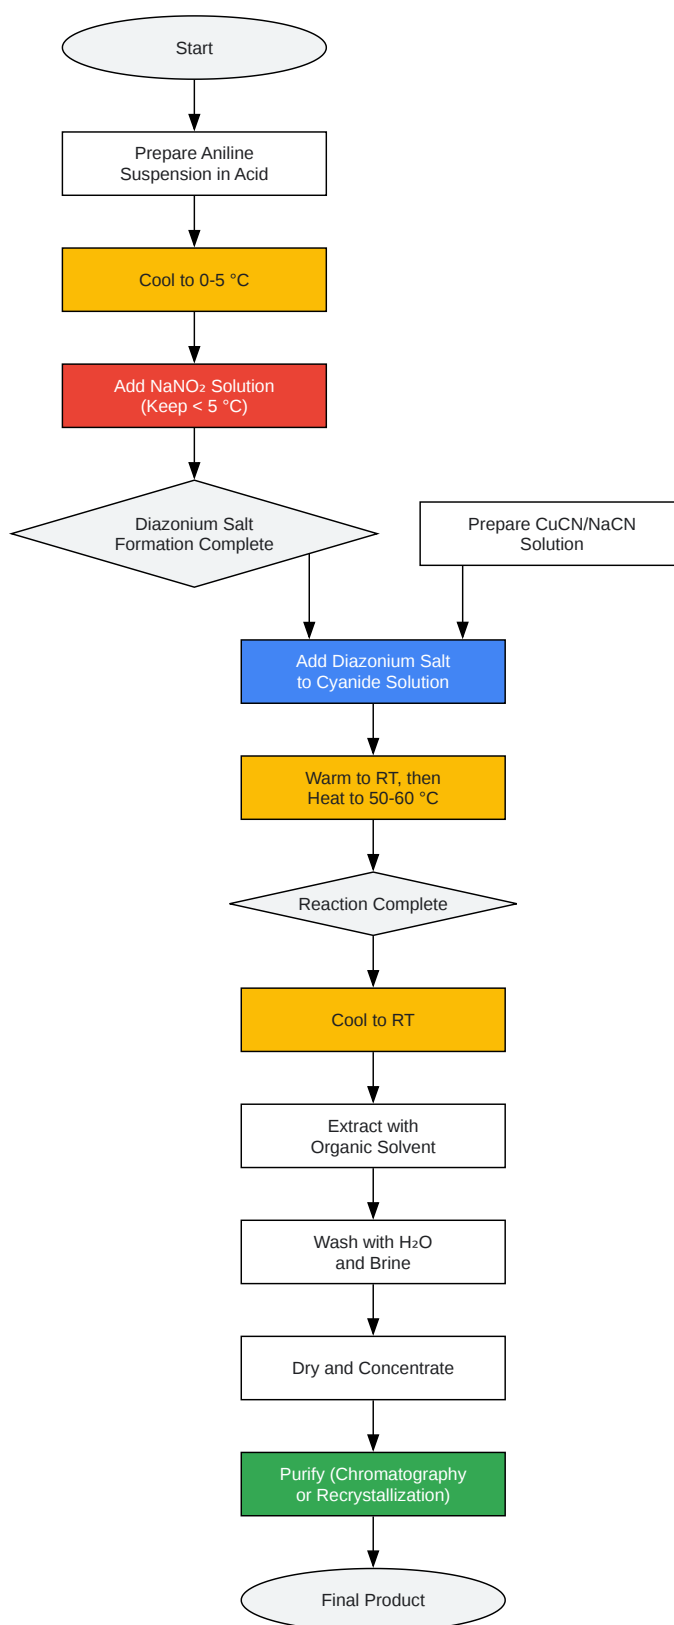 Start
Prepare Aniline
Suspension in Acid
Cool to 0-5 °C
Add NaNO₂ Solution
(Keep < 5 °C)
Diazonium Salt
Formation Complete
Prepare CuCN/NaCN
Solution
Add Diazonium Salt
to Cyanide Solution
Warm to RT, then
Heat to 50-60 °C
Reaction Complete
Cool to RT
Extract with
Organic Solvent
Wash with H₂O
and Brine
Dry and Concentrate
Purify (Chromatography
or Recrystallization)
Final Product